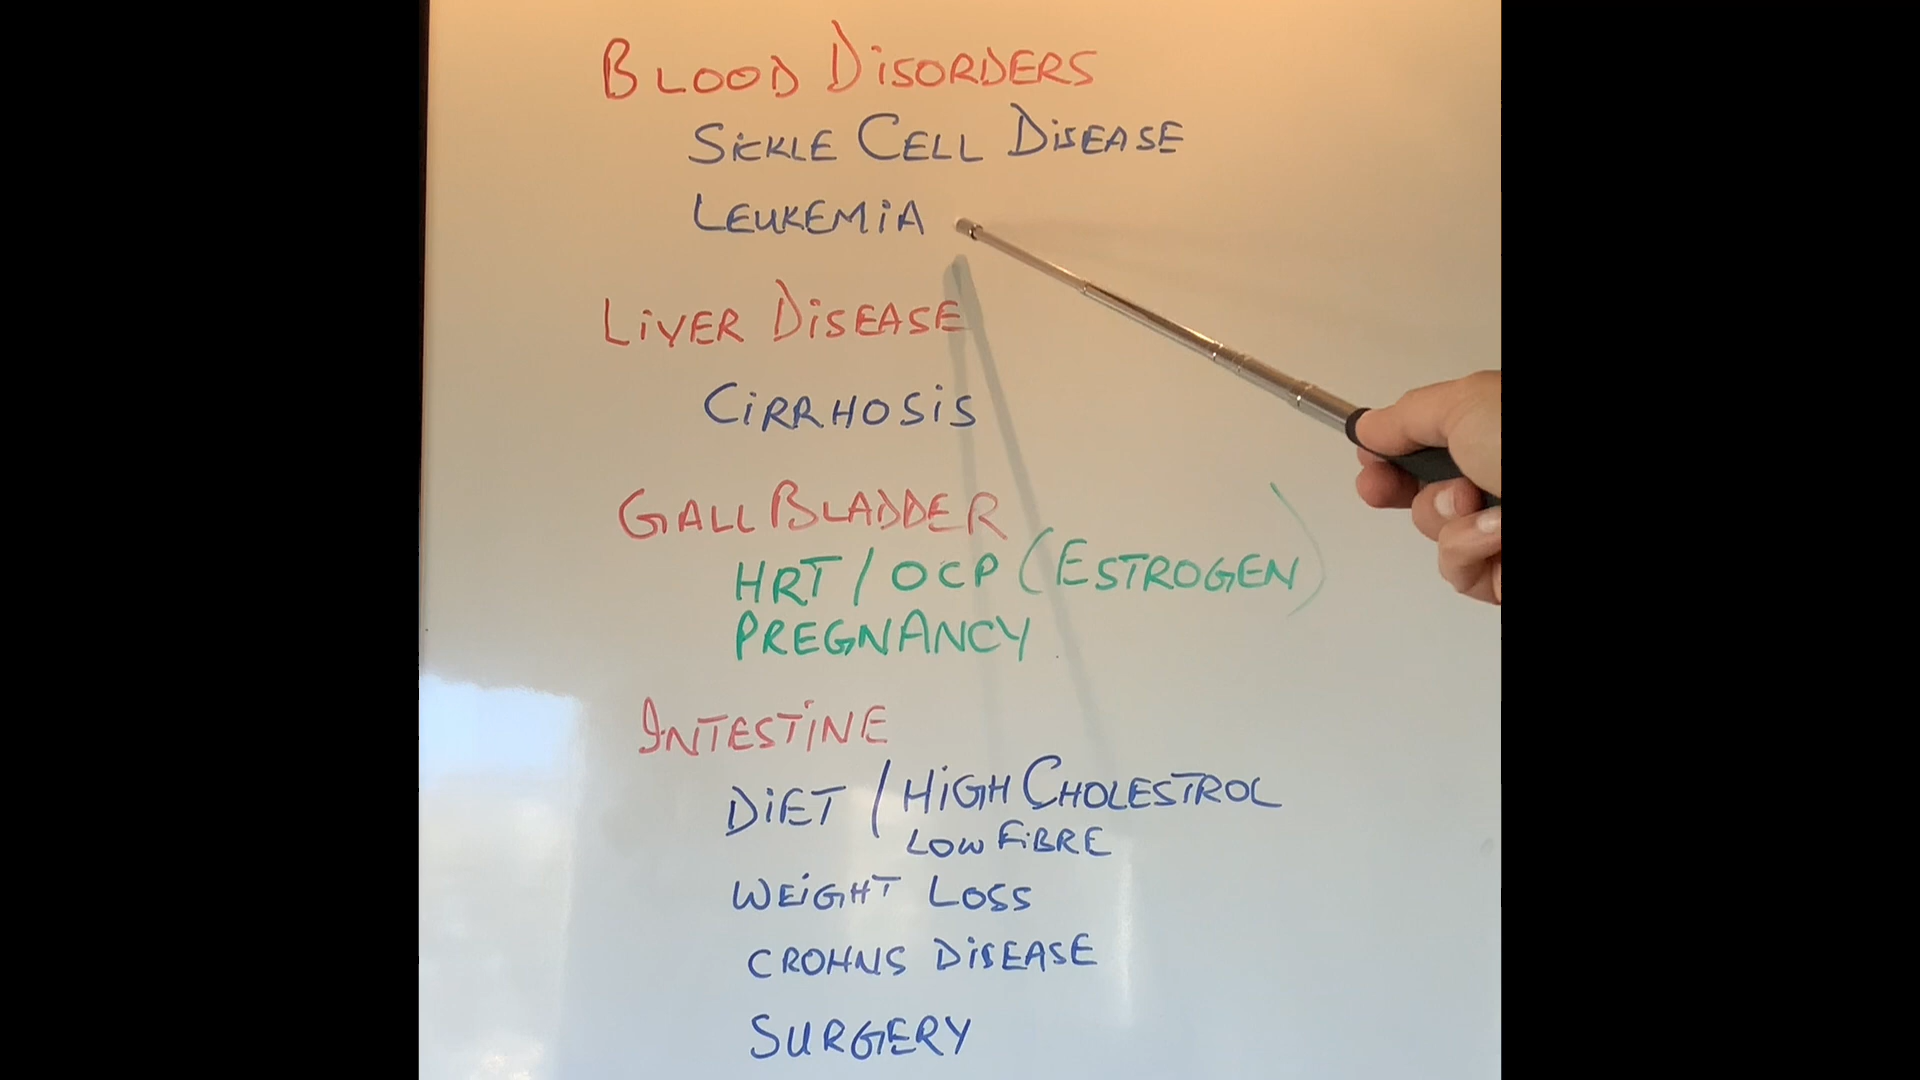 BLOOD DISORDERS
SICKLE CELL DISEASE
LEUKEMIA
LIVER DISEASE
CIRRHOSIS
GALL BLADDER
HRT / OCP (ESTROGEN)
PREGNANCY
INTESTINE
DIET / HIGH CHOLESTROL
LOW FIBRE
WEIGHT LOSS
CROHNS DISEASE
SURGERY